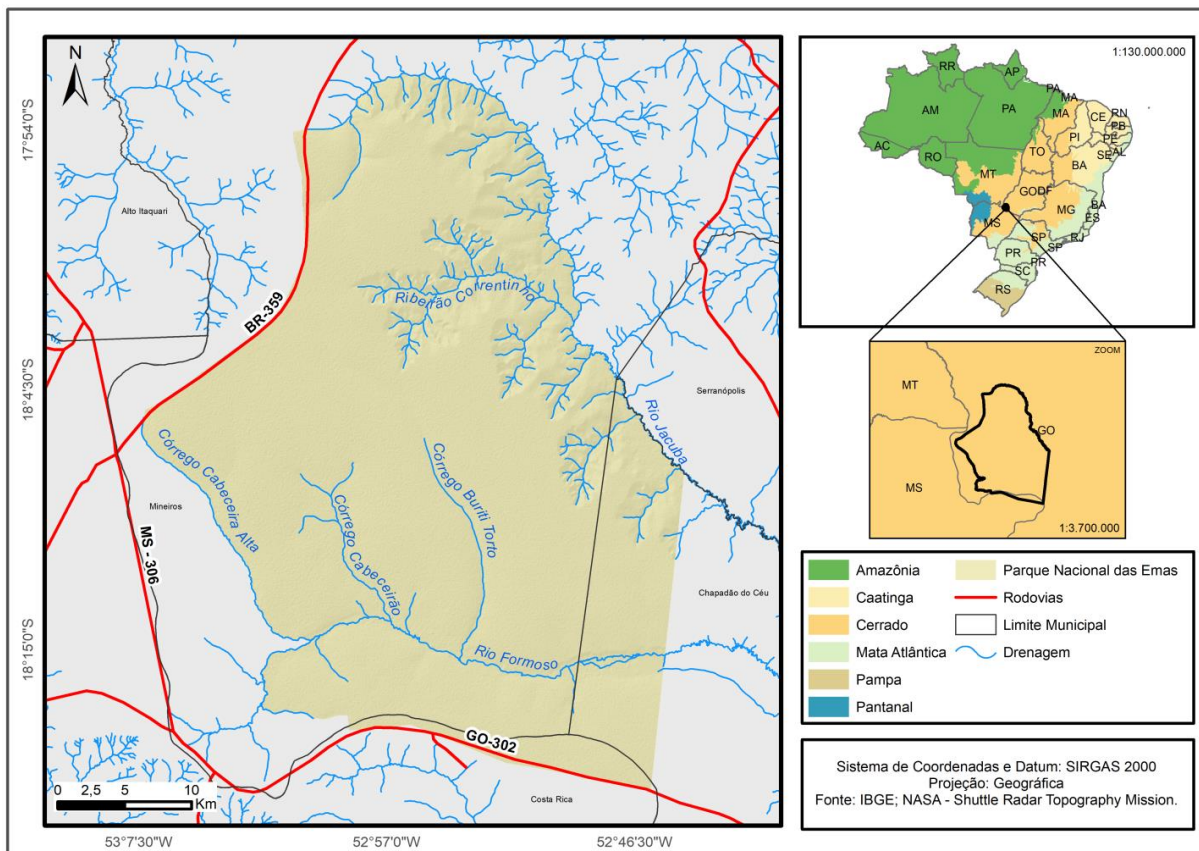 N
17°54'0"S
18°4'30"S
18°15'0"S
53°7'30"W
52°57'0"W
52°46'30"W
Alto Itaquari
BR-359
Ribeirão Correntinho
Serranópolis
Rio Jacuba
Córrego Cabeceira Alta
Mineiros
MS - 306
Córrego Cabeceirão
Córrego Buriti Torto
Chapadão do Céu
Rio Formoso
GO-302
Costa Rica
0 2,5 5 10
Km
1:130.000.000
RR
AP
AM
PA
PA
MA
MA
CE
RN
PB
PE
AL
SE
PI
TO
AC
RO
MT
BA
GO
DF
MG
BA
ES
MS
SP
SP
RJ
PR
PR
SC
RS
ZOOM
MT
GO
MS
1:3.700.000
Amazônia
Caatinga
Cerrado
Mata Atlântica
Pampa
Pantanal
Parque Nacional das Emas
Rodovias
Limite Municipal
Drenagem
Sistema de Coordenadas e Datum: SIRGAS 2000
Projeção: Geográfica
Fonte: IBGE; NASA - Shuttle Radar Topography Mission.